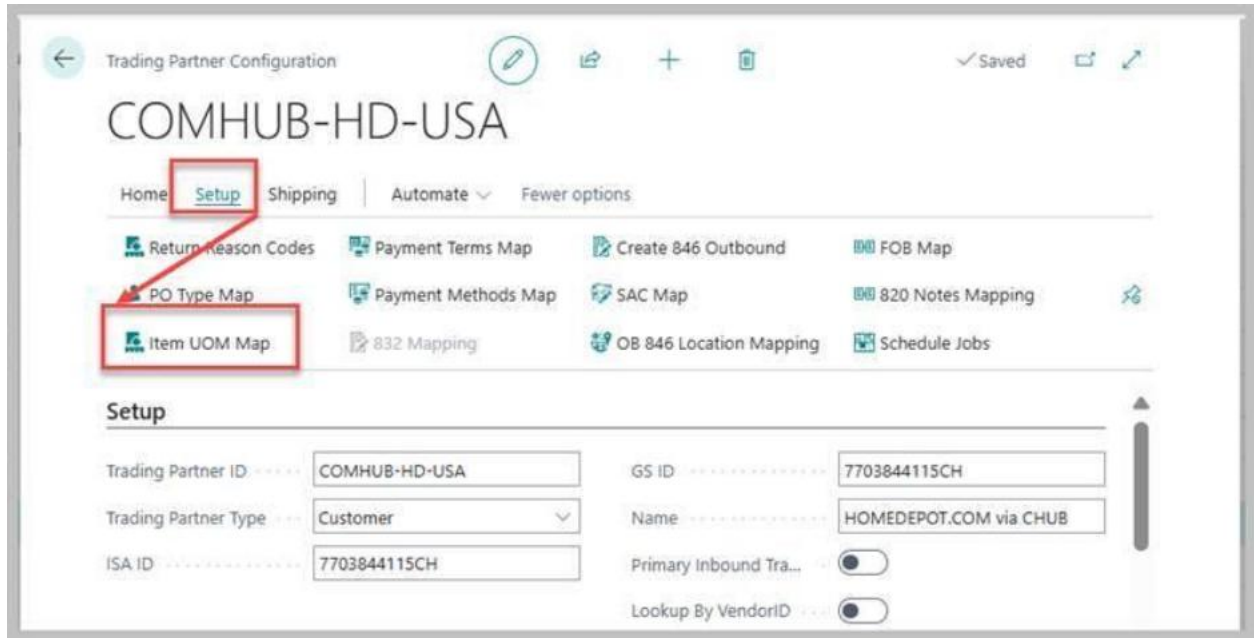 Trading Partner Configuration
Saved
COMHUB-HD-USA
Home Setup Shipping Automate Fewer options
Return Reason Codes Payment Terms Map Create 846 Outbound FOB Map
PO Type Map Payment Methods Map SAC Map 820 Notes Mapping
Item UOM Map 832 Mapping OB 846 Location Mapping Schedule Jobs
Setup
Trading Partner ID COMHUB-HD-USA GS ID 7703844115CH
Trading Partner Type Customer Name HOMEDEPOT.COM via CHUB
ISA ID 7703844115CH Primary Inbound Tra...
Lookup By VendorID